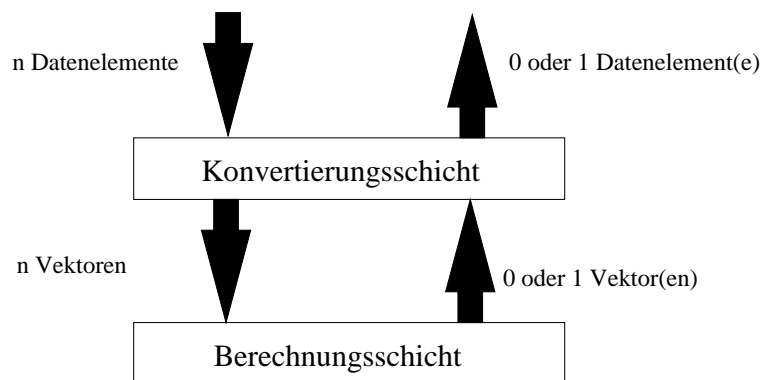 n Datenelemente
0 oder 1 Datenelement(e)
Konvertierungsschicht
n Vektoren
0 oder 1 Vektor(en)
Berechnungsschicht